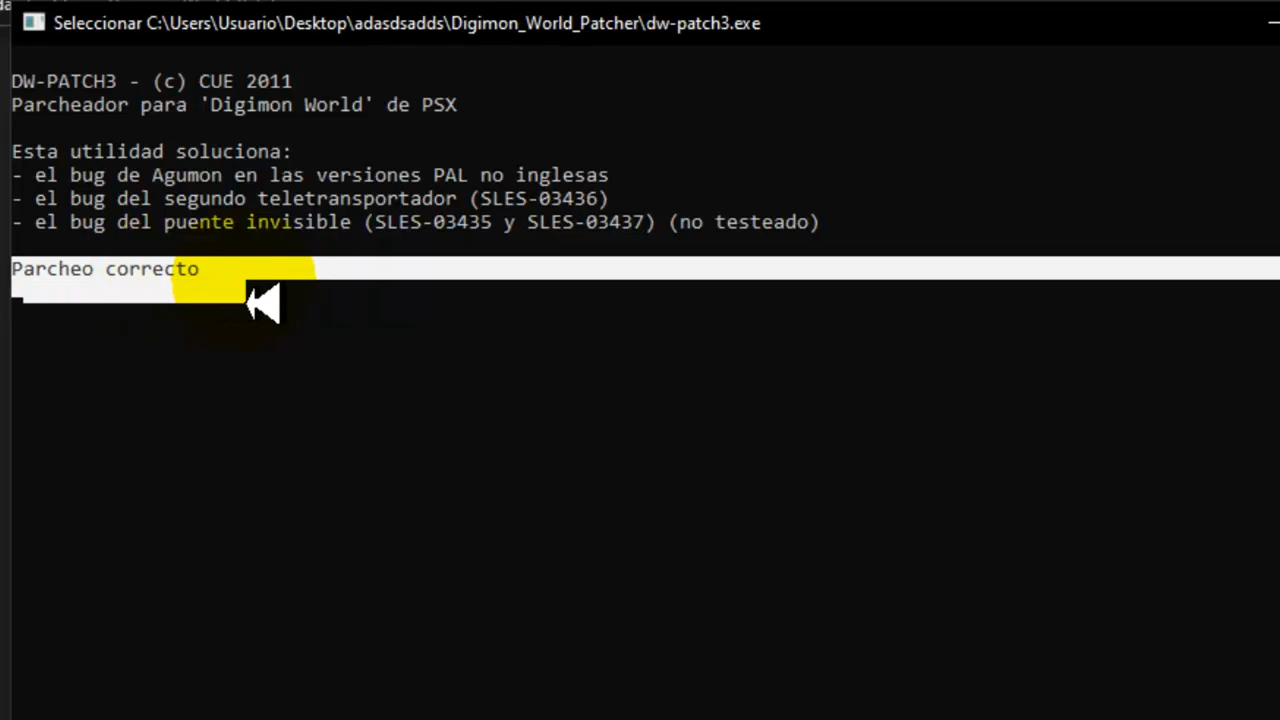 Seleccionar C:\Users\Usuario\Desktop\adasdsadds\Digimon_World_Patcher\dw-patch3.exe
DW-PATCH3 - (c) CUE 2011
Parcheador para 'Digimon World' de PSX
Esta utilidad soluciona:
- el bug de Agumon en las versiones PAL no inglesas
- el bug del segundo teletransportador (SLES-03436)
- el bug del puente invisible (SLES-03435 y SLES-03437) (no testeado)
Parcheo correcto